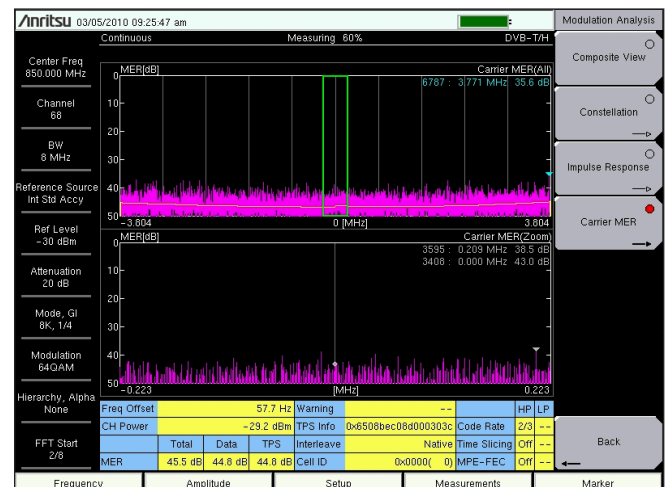 Anritsu 03/05/2010 09:25:47 am
Modulation Analysis
Continuous Measuring 60% DVB-T/H
Center Freq
850.000 MHz
Channel
68
BW
8 MHz
Reference Source
Int Std Accy
Ref Level
-30 dBm
Attenuation
20 dB
Mode, GI
8K, 1/4
Modulation
64QAM
Hierarchy, Alpha
None
FFT Start
2/8
MER[dB] Carrier MER(All)
6787 : 3.771 MHz 35.6 dB
0
10
20
30
40
50
-3.804 0 [MHz] 3.804
MER[dB] Carrier MER(Zoom)
3595 : 0.209 MHz 38.5 dB
3408 : 0.000 MHz 43.0 dB
0
10
20
30
40
50
-0.223 [MHz] 0.223
Freq Offset 57.7 Hz Warning -- HP LP
CH Power -29.2 dBm TPS Info 0x6508bec08d000303c Code Rate 2/3 --
Total Data TPS Interleave Native Time Slicing Off --
MER 45.5 dB 44.8 dB 44.8 dB Cell ID 0x0000( 0) MPE-FEC Off --
Composite View
Constellation
Impulse Response
Carrier MER
Back
Frequency Amplitude Setup Measurements Marker